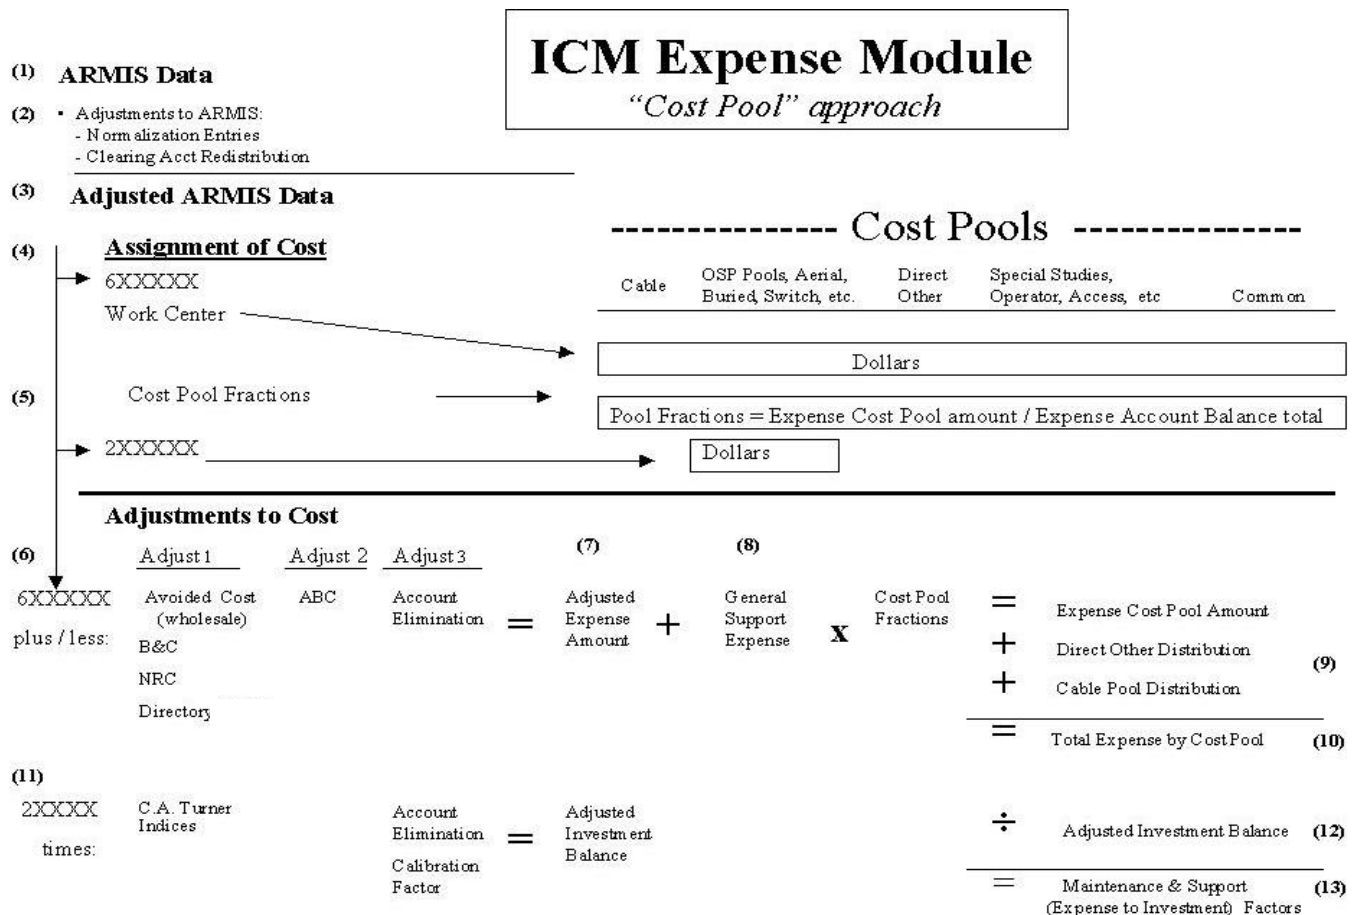 ICM Expense Module
“Cost Pool” approach
(1) ARMIS Data
(2) • Adjustments to ARMIS:
- Normalization Entries
- Clearing Acct Redistribution
(3) Adjusted ARMIS Data
---------------- Cost Pools ----------------
(4) Assignment of Cost
6XXXXX
Work Center
Cable
OSP Pools, Aerial,
Buried, Switch, etc.
Direct
Other
Special Studies,
Operator, Access, etc
Common
Dollars
(5) Cost Pool Fractions
Pool Fractions = Expense Cost Pool amount / Expense Account Balance total
2XXXXX
Dollars
Adjustments to Cost
(6) Adjust 1 Adjust 2 Adjust 3 (7) (8)
6XXXXX
plus / less:
Avoided Cost
(wholesale)
B&C
NRC
Directory
ABC
Account
Elimination
=
Adjusted
Expense
Amount
+
General
Support
Expense
x
Cost Pool
Fractions
= Expense Cost Pool Amount
+ Direct Other Distribution
(9)
+ Cable Pool Distribution
= Total Expense by Cost Pool (10)
(11)
2XXXX
times:
C.A. Turner
Indices
Account
Elimination
Calibration
Factor
=
Adjusted
Investment
Balance
÷ Adjusted Investment Balance (12)
= Maintenance & Support (13)
(Expense to Investment) Factors